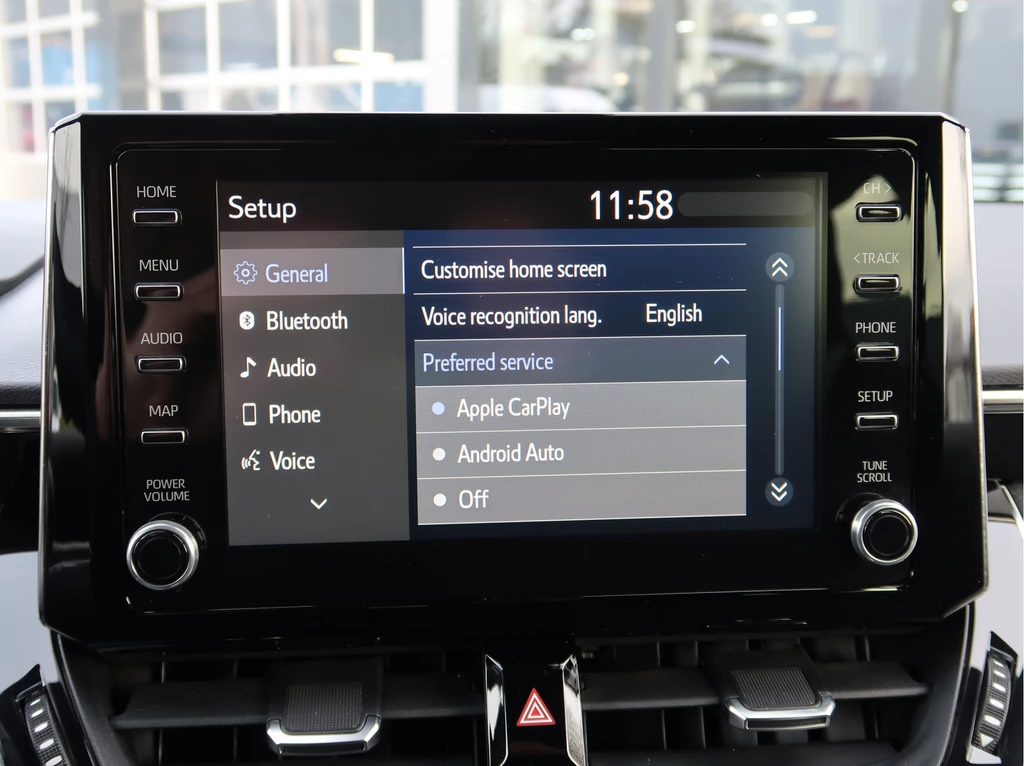 HOME
MENU
AUDIO
MAP
POWER
VOLUME
Setup
11:58
General
Bluetooth
Audio
Phone
Voice
Customise home screen
Voice recognition lang. English
Preferred service
Apple CarPlay
Android Auto
Off
CH >
< TRACK
PHONE
SETUP
TUNE
SCROLL